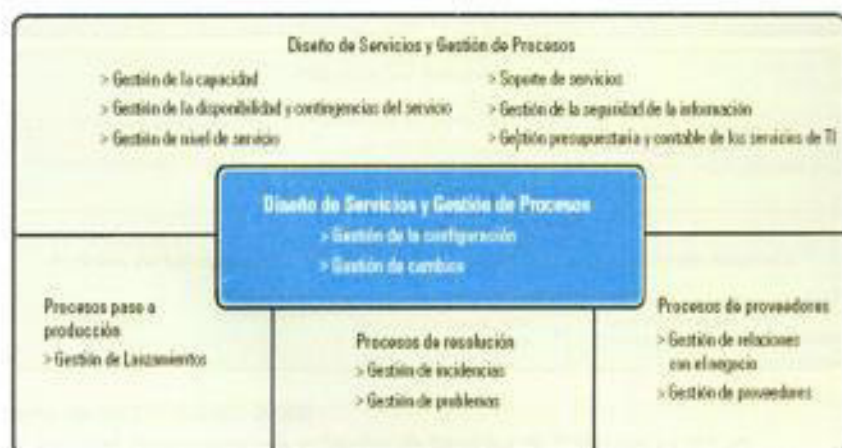 Diseño de Servicios y Gestión de Procesos
> Gestión de la capacidad
> Gestión de la disponibilidad y contingencias del servicio
> Gestión de nivel de servicio
> Soporte de servicios
> Gestión de la seguridad de la información
> Gestión presupuestaria y contable de los servicios de TI
Diseño de Servicios y Gestión de Procesos
> Gestión de la configuración
> Gestión de cambios
Procesos paso a
producción
> Gestión de Lanzamientos
Procesos de resolución
> Gestión de incidencias
> Gestión de problemas
Procesos de proveedores
> Gestión de relaciones
con el negocio
> Gestión de proveedores